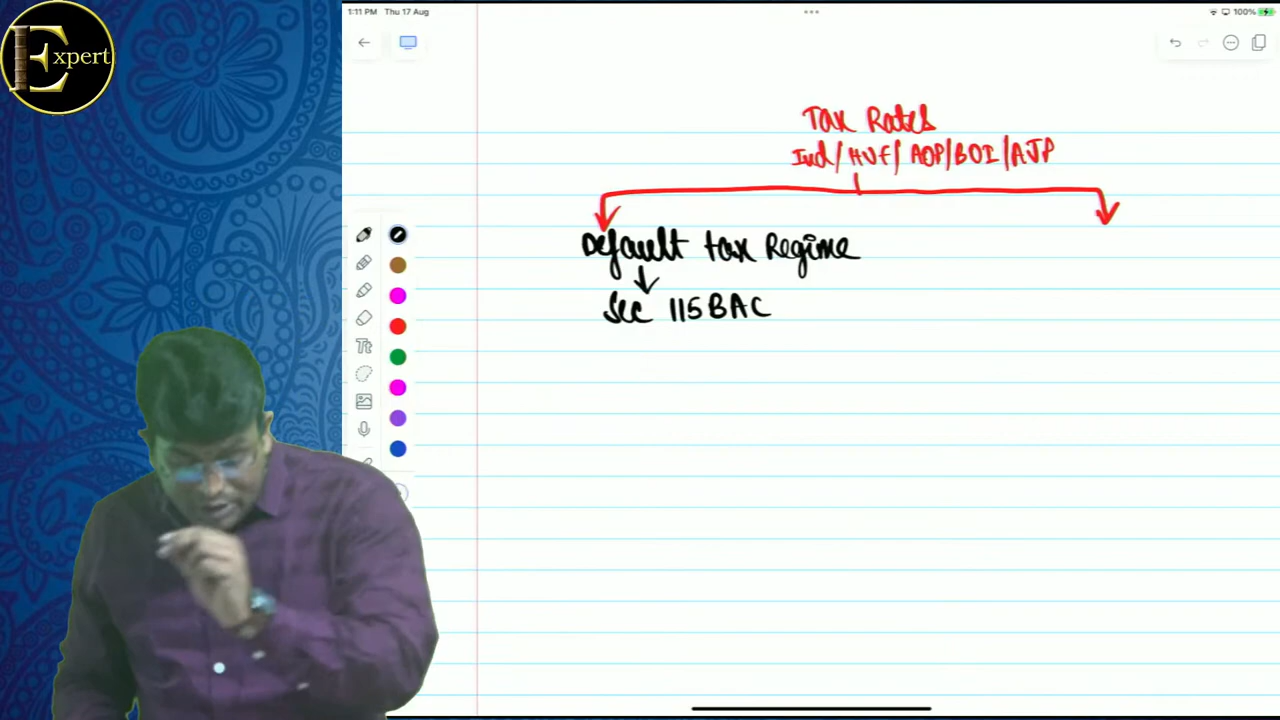 Expert
1:11 PM Thu 17 Aug
100%
Tax Rates
Ind/ HUF/ AOP/BOI/AJP
Default tax Regime
Sec 115BAC
Tt